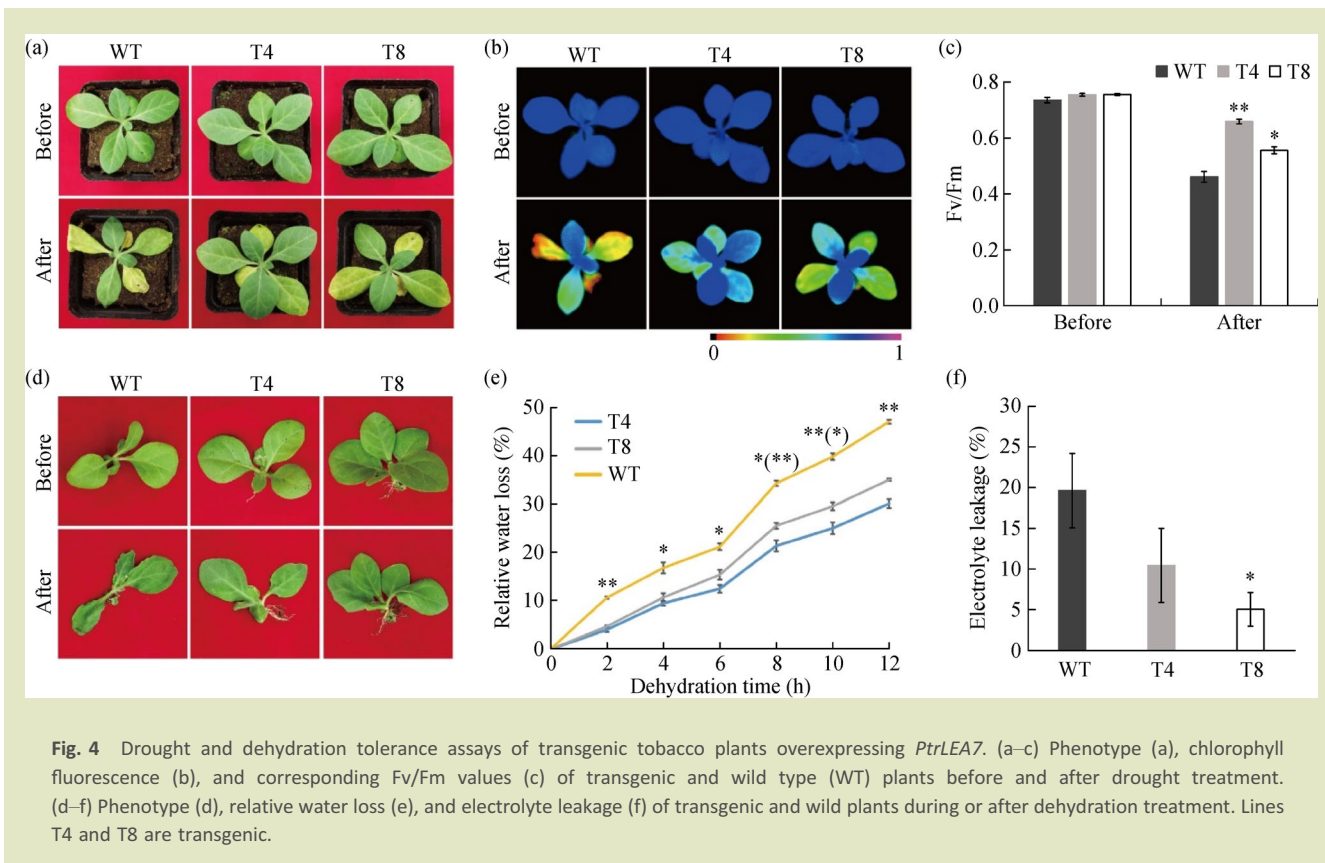 (a)
WT T4 T8
Before
After
(b)
WT T4 T8
Before
After
0 1
(c)
WT T4 T8
0.8
0.6
0.4
0.2
0.0
Fv/Fm
**
*
Before After
(d)
WT T4 T8
Before
After
(e)
50
40
30
20
10
0
Relative water loss (%)
T4
T8
WT
**
*
*
*(**)
**(*)
**
0 2 4 6 8 10 12
Dehydration time (h)
(f)
30
25
20
15
10
5
0
Electrolyte leakage (%)
*
WT T4 T8
Fig. 4 Drought and dehydration tolerance assays of transgenic tobacco plants overexpressing PtrLEA7. (a–c) Phenotype (a), chlorophyll
fluorescence (b), and corresponding Fv/Fm values (c) of transgenic and wild type (WT) plants before and after drought treatment.
(d–f) Phenotype (d), relative water loss (e), and electrolyte leakage (f) of transgenic and wild plants during or after dehydration treatment. Lines
T4 and T8 are transgenic.